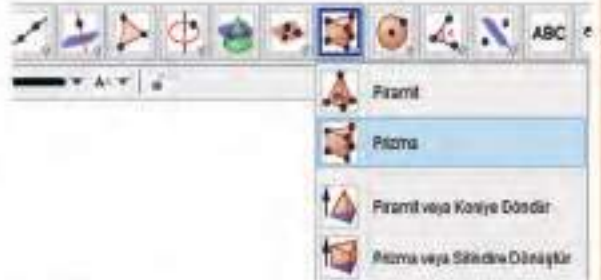 ABC
A
Piramit
Prizma
Piramit veya Koniye Döndür
Prizma veya Silindire Dönüştür